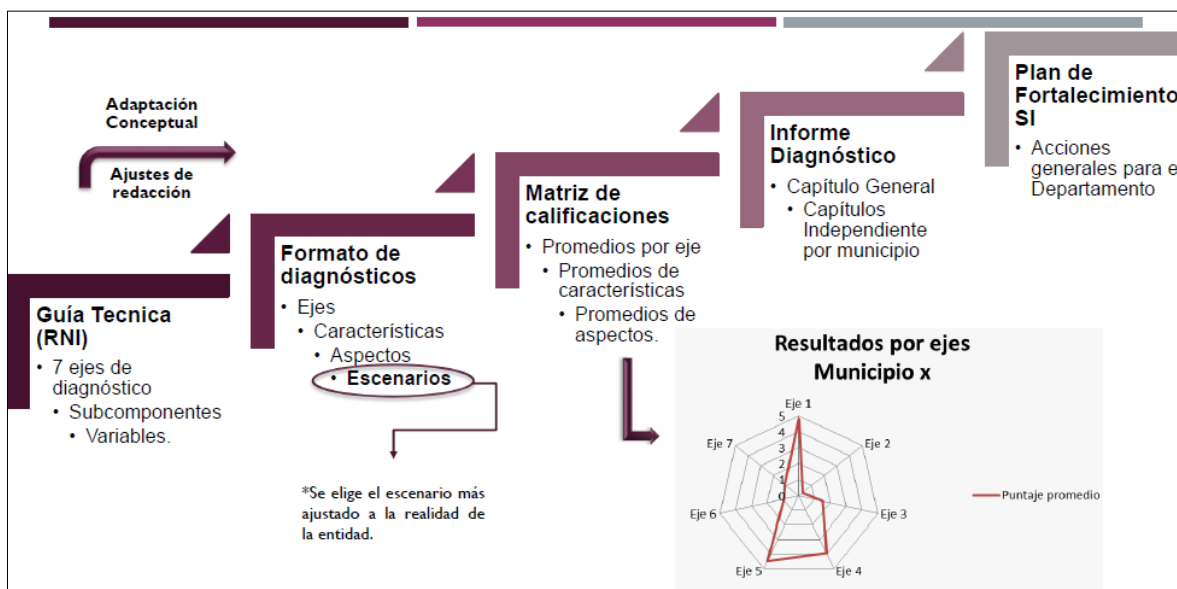 Adaptación
Conceptual
Ajustes de
redacción
Guía Tecnica
(RNI)
• 7 ejes de
diagnóstico
• Subcomponentes
• Variables.
Formato de
diagnósticos
• Ejes
• Características
• Aspectos
• Escenarios
*Se elige el escenario más
ajustado a la realidad de
la entidad.
Matriz de
calificaciones
• Promedios por eje
• Promedios de
características
• Promedios de
aspectos.
Informe
Diagnóstico
• Capítulo General
• Capítulos
Independiente
por municipio
Plan de
Fortalecimiento
SI
• Acciones
generales para e
Departamento
Resultados por ejes
Municipio x
Eje 1
Eje 2
Eje 3
Eje 4
Eje 5
Eje 6
Eje 7
5
4
3
2
1
0
Puntaje promedio